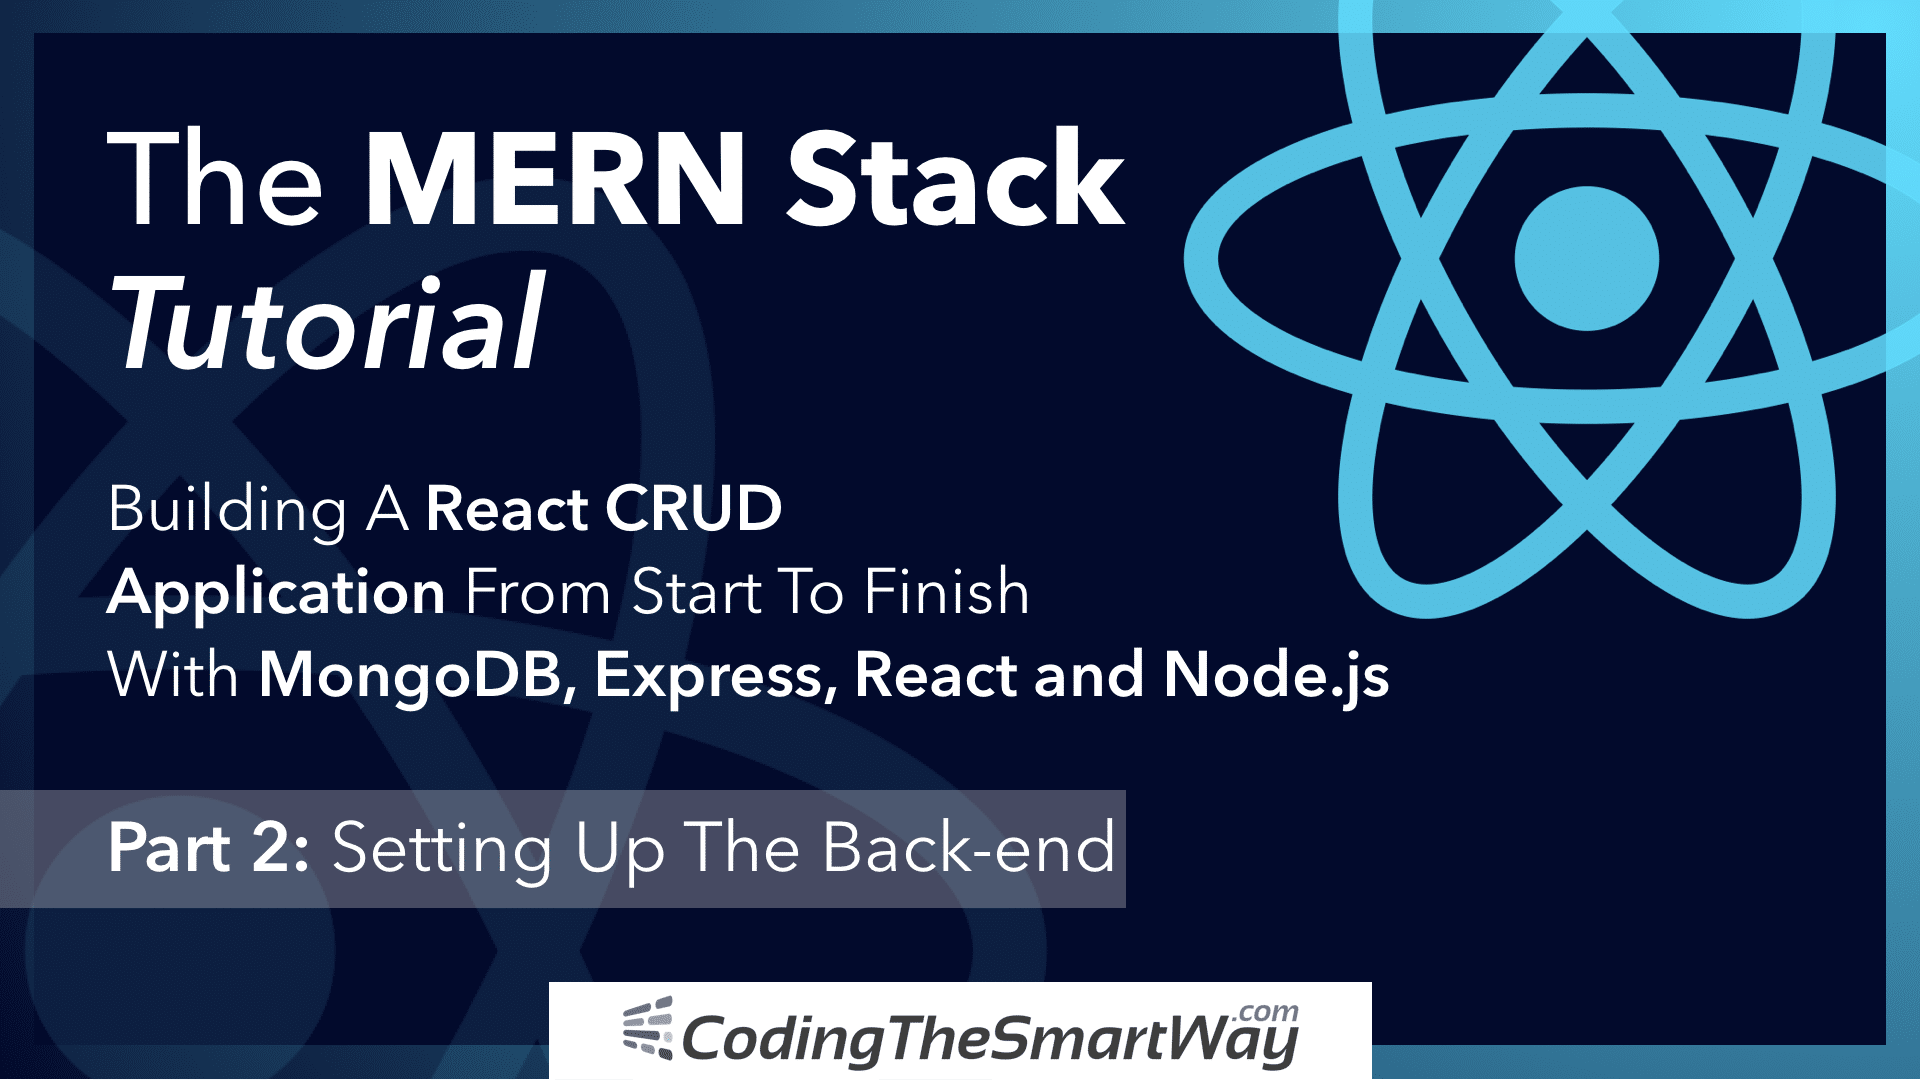 The MERN Stack
Tutorial
Building A React CRUD
Application From Start To Finish
With MongoDB, Express, React and Node.js
Part 2: Setting Up The Back-end
CodingTheSmartWay.com